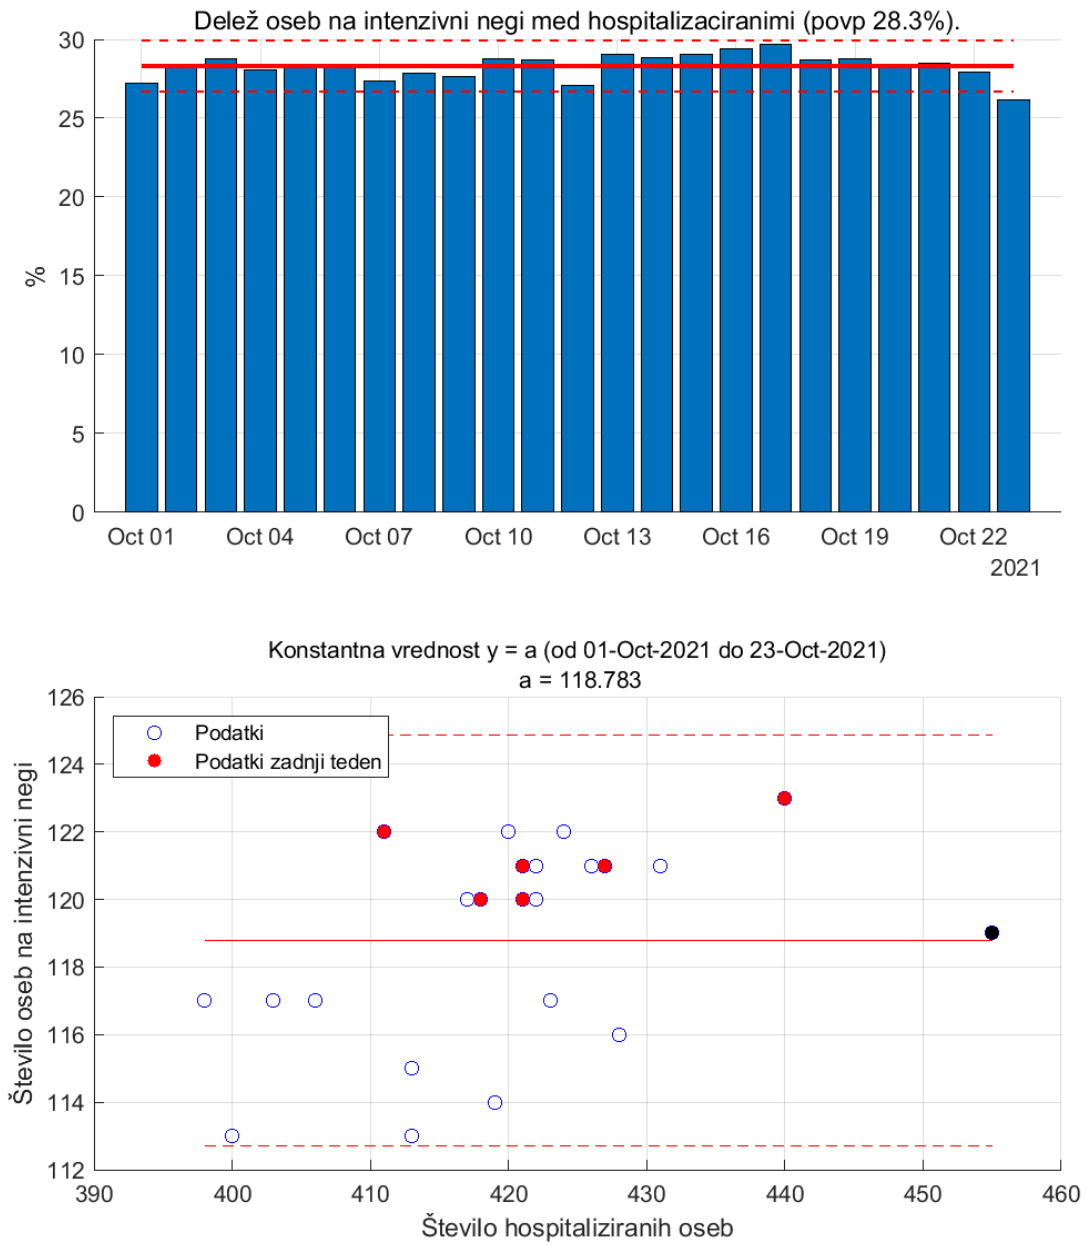 Delež oseb na intenzivni negi med hospitalizaciranimi (povp 28.3%).
30
25
20
15
10
5
0
%
Oct 01 Oct 04 Oct 07 Oct 10 Oct 13 Oct 16 Oct 19 Oct 22
2021
Konstantna vrednost y = a (od 01-Oct-2021 do 23-Oct-2021)
a = 118.783
126
124
122
120
118
116
114
112
Število oseb na intenzivni negi
Podatki
Podatki zadnji teden
390 400 410 420 430 440 450 460
Število hospitaliziranih oseb